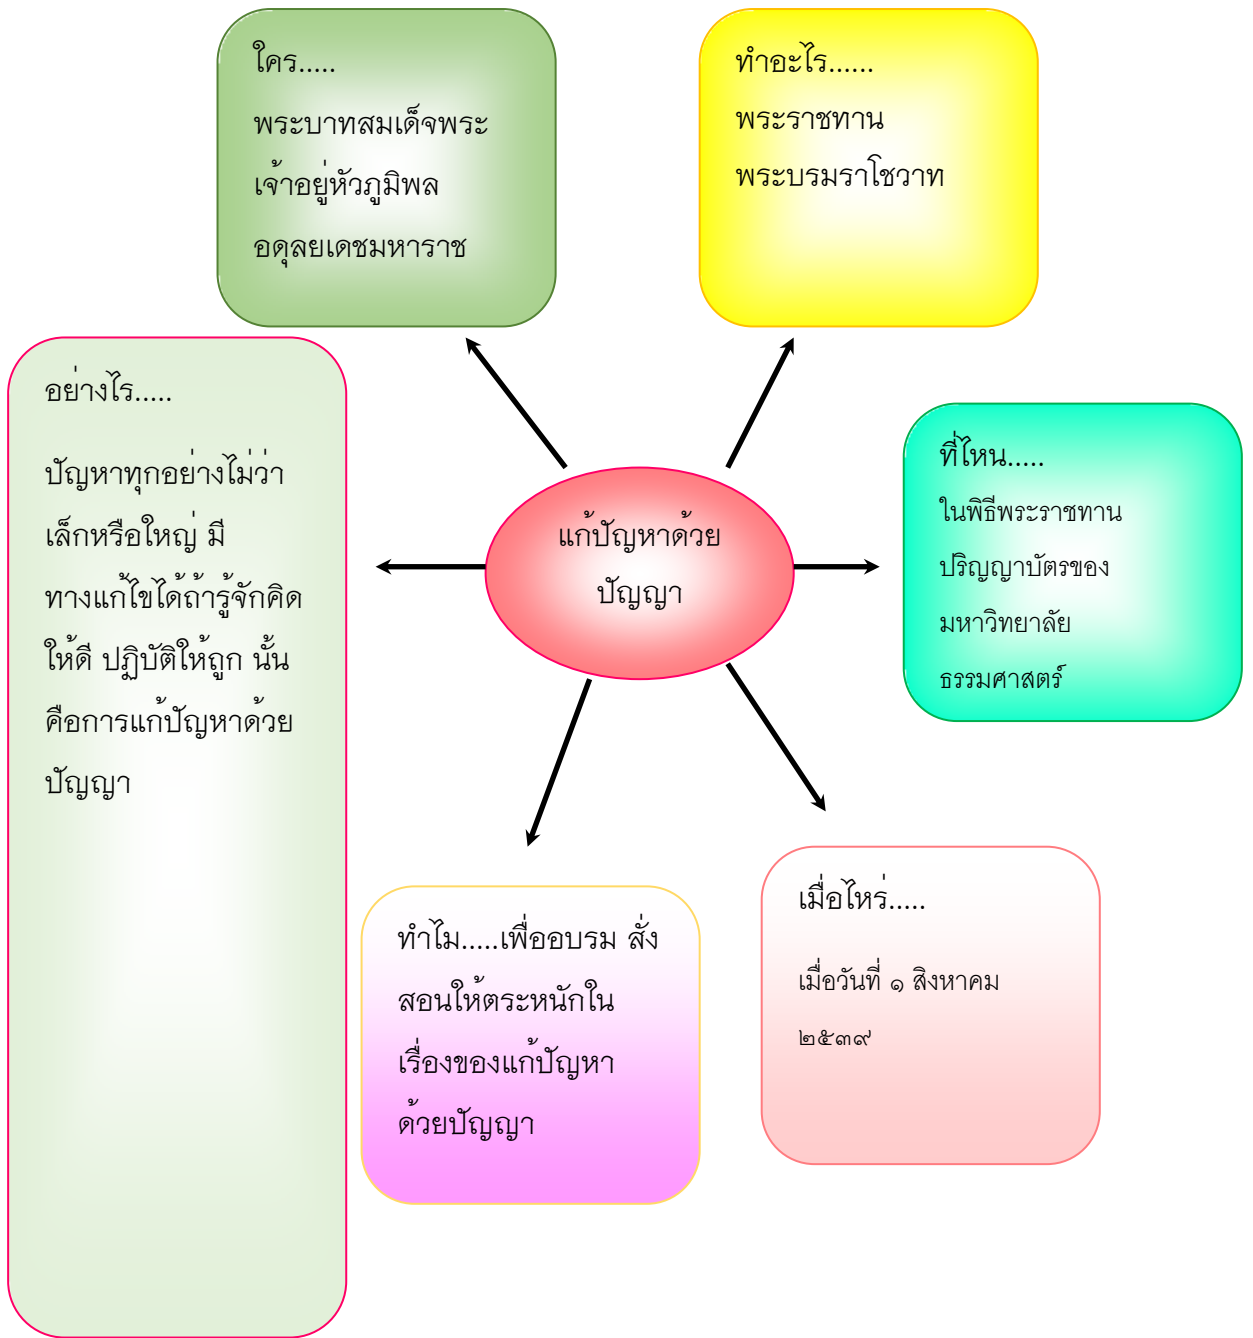 ใคร.....
พระบาทสมเด็จพระ
เจ้าอยู่หัวภูมิพล
อดุลยเดชมหาราช
ทำอะไร......
พระราชทาน
พระบรมราโชวาท
อย่างไร.....
ปัญหาทุกอย่างไม่ว่า
เล็กหรือใหญ่ มี
ทางแก้ไขได้ถ้ารู้จักคิด
ให้ดี ปฏิบัติให้ถูก นั้น
คือการแก้ปัญหาด้วย
ปัญญา
แก้ปัญหาด้วย
ปัญญา
ที่ไหน.....
ในพิธีพระราชทาน
ปริญญาบัตรของ
มหาวิทยาลัย
ธรรมศาสตร์
ทำไม.....เพื่ออบรม สั่ง
สอนให้ตระหนักใน
เรื่องของแก้ปัญหา
ด้วยปัญญา
เมื่อไหร่.....
เมื่อวันที่ ๑ สิงหาคม
๒๕๓๙